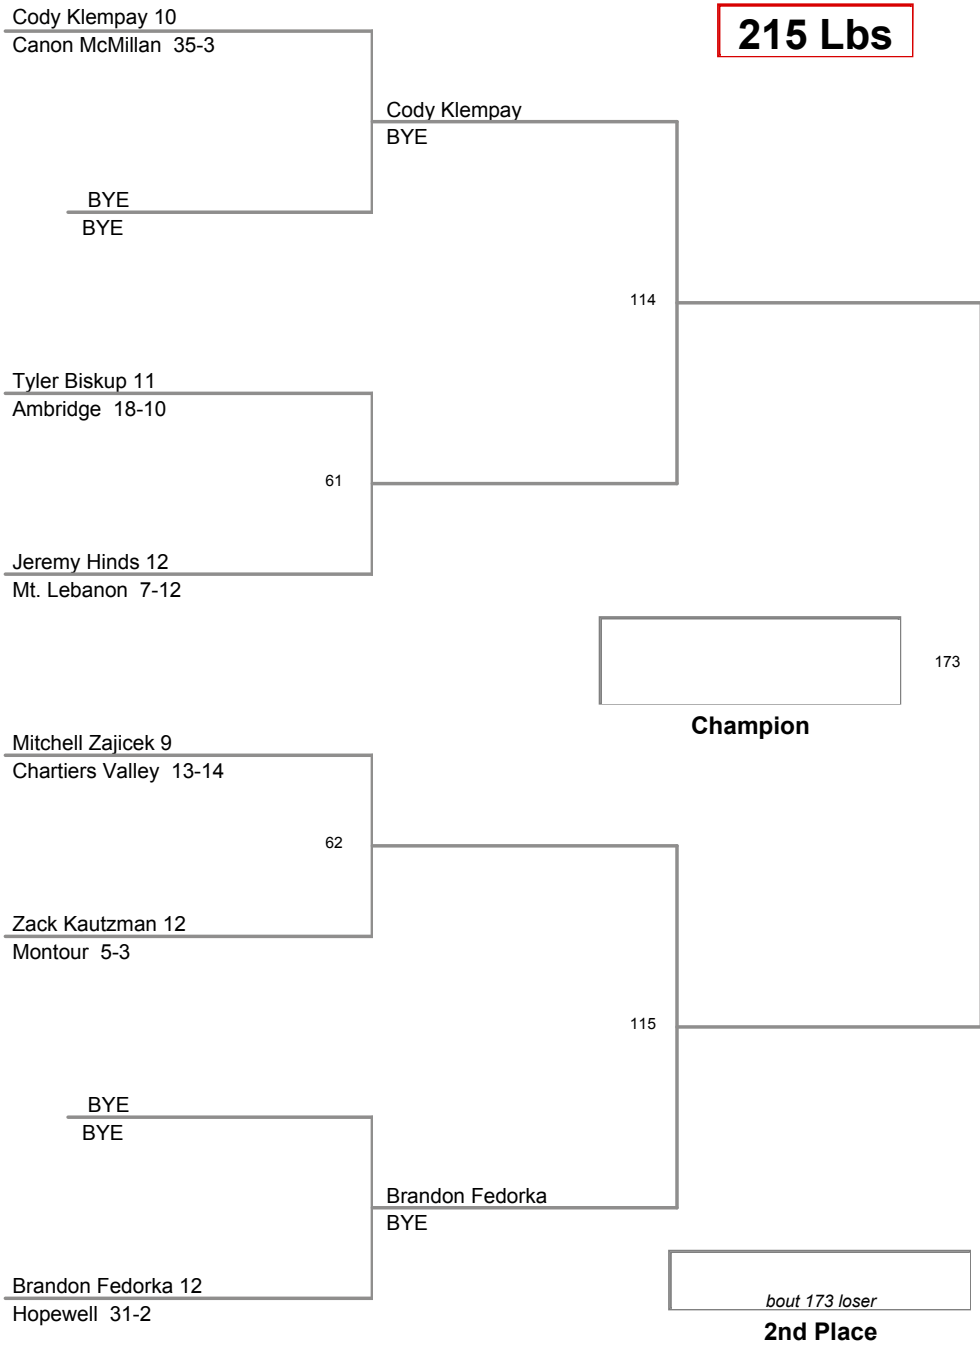 Cody Klempay 10
Canon McMillan 35-3
215 Lbs
Cody Klempay
BYE
BYE
BYE
114
Tyler Biskup 11
Ambridge 18-10
61
Jeremy Hinds 12
Mt. Lebanon 7-12
173
Champion
Mitchell Zajicek 9
Chartiers Valley 13-14
62
Zack Kautzman 12
Montour 5-3
115
BYE
BYE
Brandon Fedorka
BYE
Brandon Fedorka 12
Hopewell 31-2
bout 173 loser
2nd Place